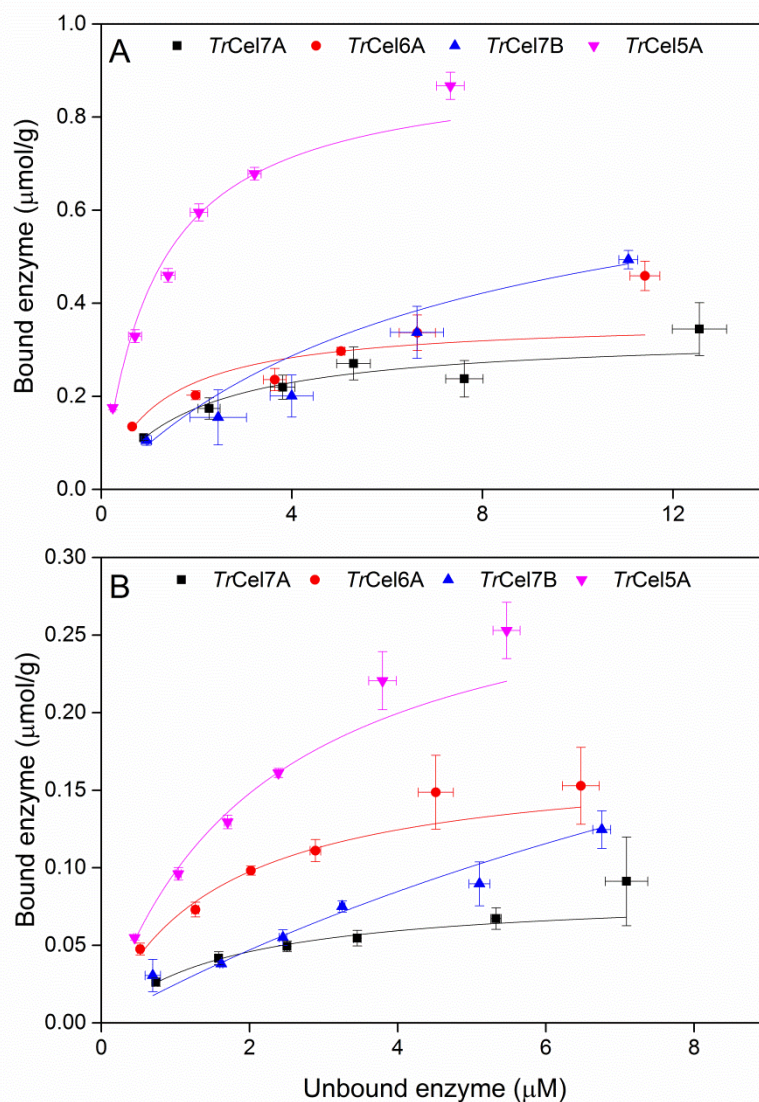 A
TrCel7A TrCel6A TrCel7B TrCel5A
Bound enzyme (μmol/g)
1.0
0.8
0.6
0.4
0.2
0.0
0 4 8 12
B
TrCel7A TrCel6A TrCel7B TrCel5A
Bound enzyme (μmol/g)
0.30
0.25
0.20
0.15
0.10
0.05
0.00
0 2 4 6 8
Unbound enzyme (μM)